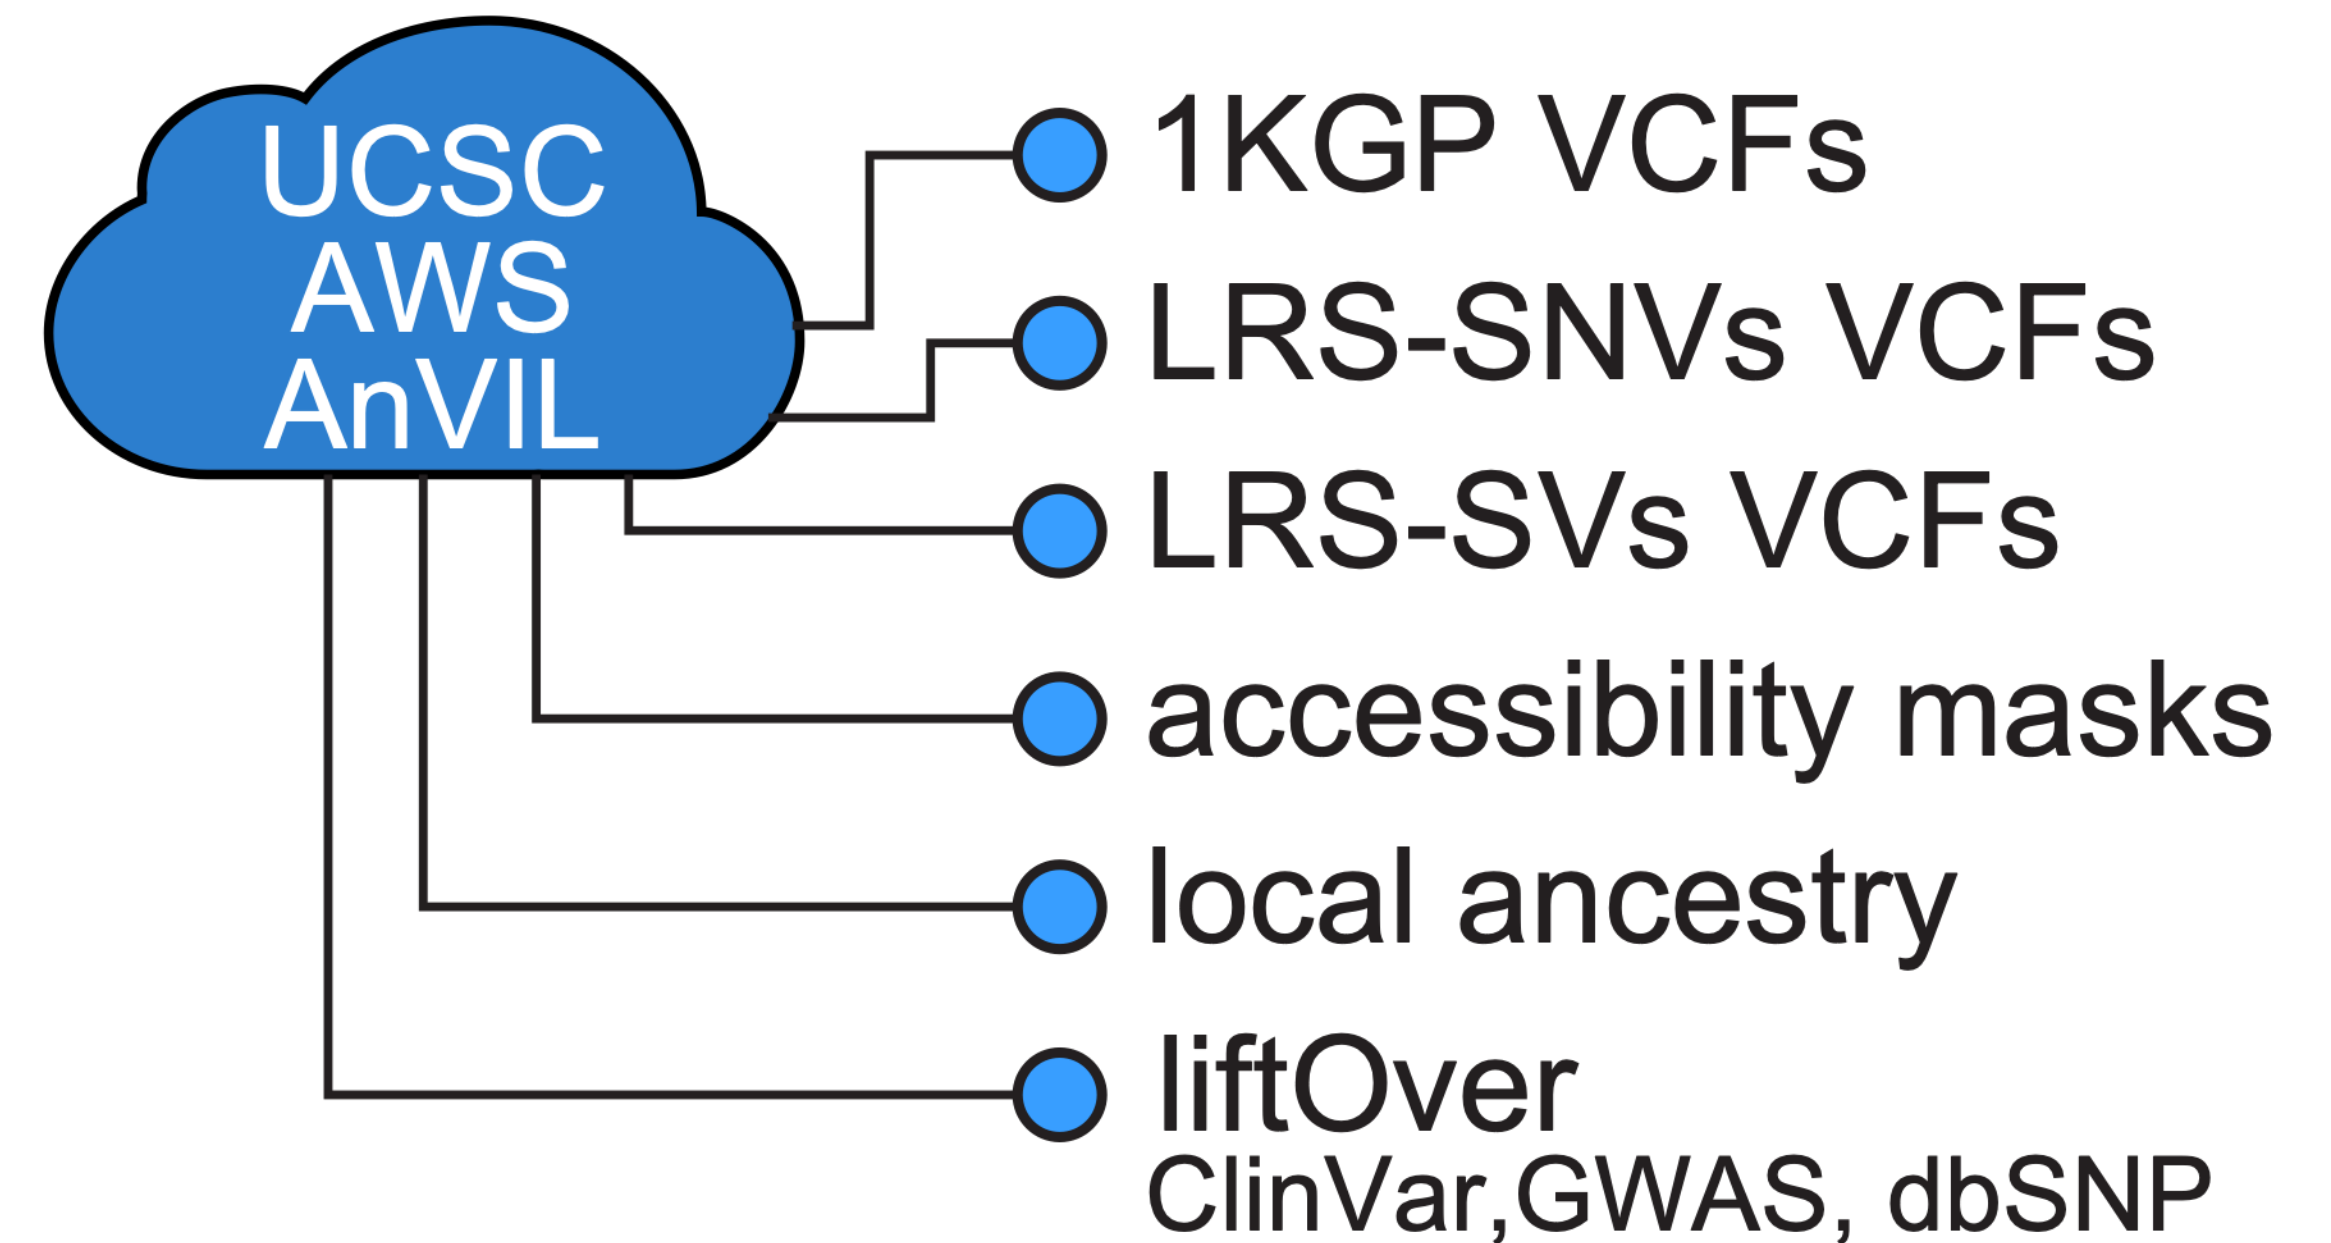 UCSC
AWS
AnVIL
1KGP VCFs
LRS-SNVs VCFs
LRS-SVs VCFs
accessibility masks
local ancestry
liftOver
ClinVar,GWAS, dbSNP